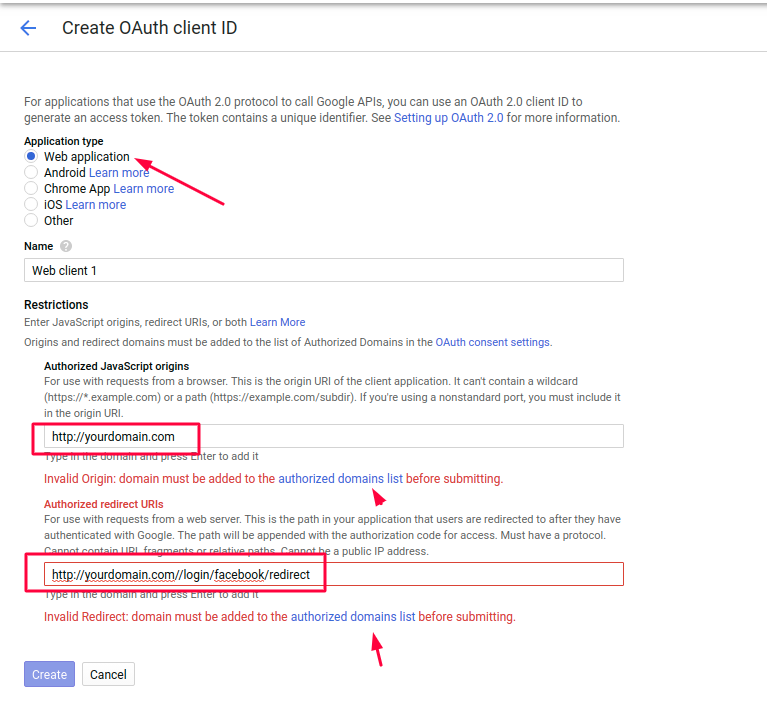 Create OAuth client ID
For applications that use the OAuth 2.0 protocol to call Google APIs, you can use an OAuth 2.0 client ID to
generate an access token. The token contains a unique identifier. See Setting up OAuth 2.0 for more information.
Application type
Web application
Android Learn more
Chrome App Learn more
iOS Learn more
Other
Name ?
Web client 1
Restrictions
Enter JavaScript origins, redirect URIs, or both Learn More
Origins and redirect domains must be added to the list of Authorized Domains in the OAuth consent settings.
Authorized JavaScript origins
For use with requests from a browser. This is the origin URI of the client application. It can't contain a wildcard
(https://*.example.com) or a path (https://example.com/subdir). If you're using a nonstandard port, you must include it
in the origin URI.
http://yourdomain.com
Type in the domain and press Enter to add it
Invalid Origin: domain must be added to the authorized domains list before submitting.
Authorized redirect URIs
For use with requests from a web server. This is the path in your application that users are redirected to after they have
authenticated with Google. The path will be appended with the authorization code for access. Must have a protocol.
Cannot contain URL fragments or relative paths. Cannot be a public IP address.
http://yourdomain.com//login/facebook/redirect
Type in the domain and press Enter to add it
Invalid Redirect: domain must be added to the authorized domains list before submitting.
Create Cancel